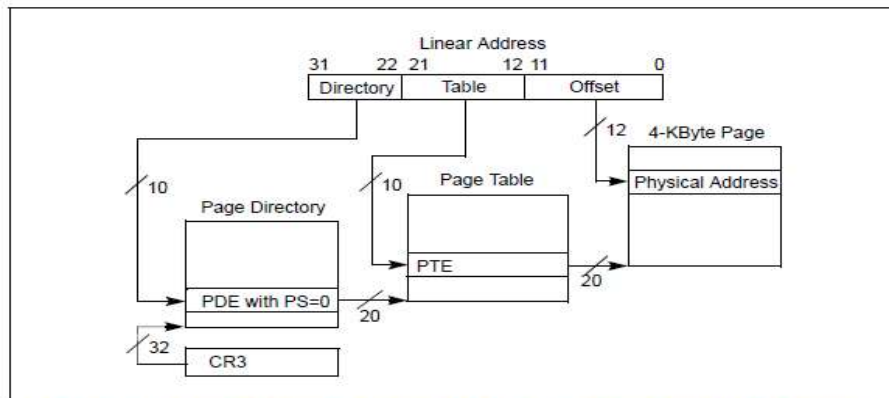 Linear Address
31 22 21 12 11 0
Directory Table Offset
12 4-KByte Page
10 10 Page Table Physical Address
Page Directory
PTE
20
PDE with PS=0
20
32
CR3